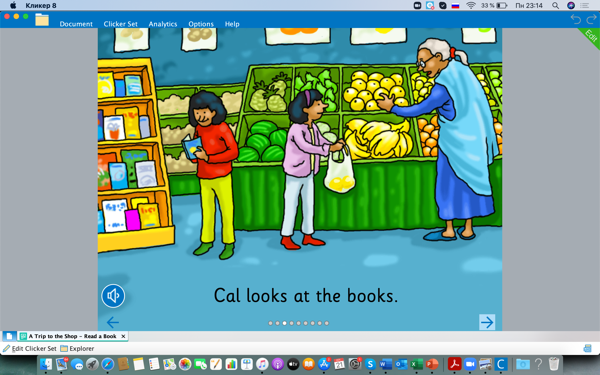 Кликер 8
33 %
Пн 23:14
Document Clicker Set Analytics Options Help
Edit
Cal looks at the books.
A Trip to the Shop – Read a Book
Edit Clicker Set Explorer